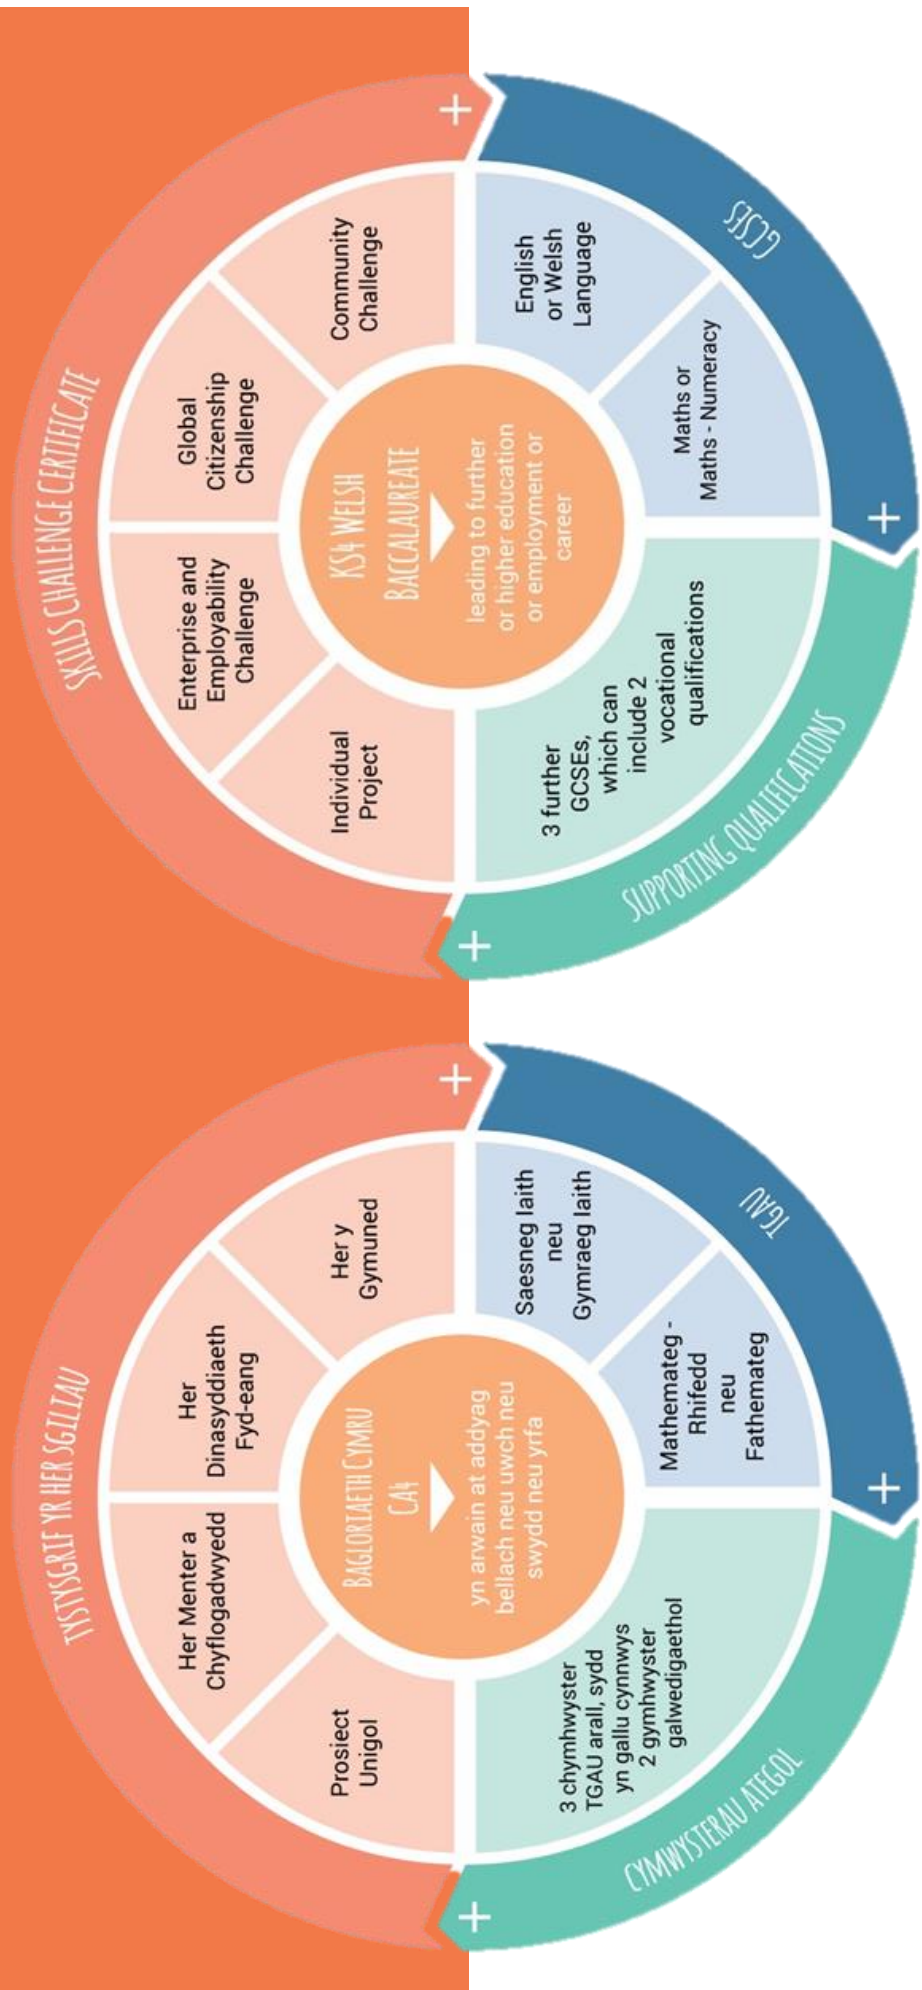 TYSTYSGRIF YR HER SGILIAU
Prosiect
Unigol
Her Menter a
Chyflogadwyedd
Her
Dinasyddiaeth
Fyd-eang
Her y
Gymuned
BAGLORIAETH CYMRU
CA4
yn arwain at addysg
bellach neu uwch neu
swydd neu yrfa
Saesneg Iaith
neu
Gymraeg Iaith
Mathemateg -
Rhifedd
neu
Fathemateg
TGAU
3 chymhwyster
TGAU arall, sydd
yn gallu cynnwys
2 gymhwyster
galwedigaethol
CYMWYSTERAU ATEGOL
+
+
+
SKILLS CHALLENGE CERTIFICATE
Individual
Project
Enterprise and
Employability
Challenge
Global
Citizenship
Challenge
Community
Challenge
KS4 WELSH
BACCALAUREATE
leading to further
or higher education
or employment or
career
English
or Welsh
Language
Maths or
Maths - Numeracy
GCSES
3 further
GCSEs,
which can
include 2
vocational
qualifications
SUPPORTING QUALIFICATIONS
+
+
+